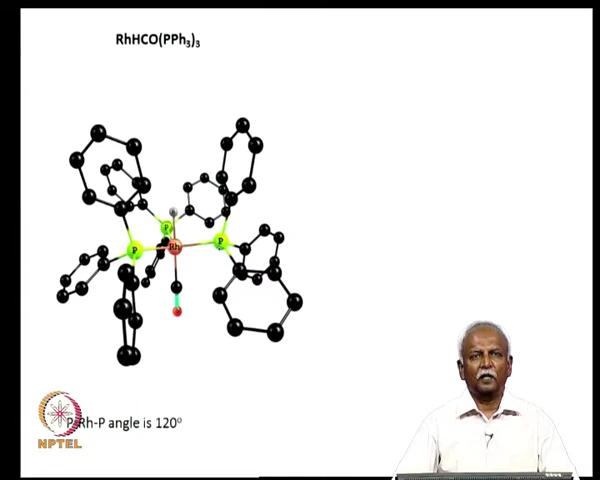 RhHCO(PPh₃)₃
P
P
Rh
P
P-Rh-P angle is 120°
NPTEL